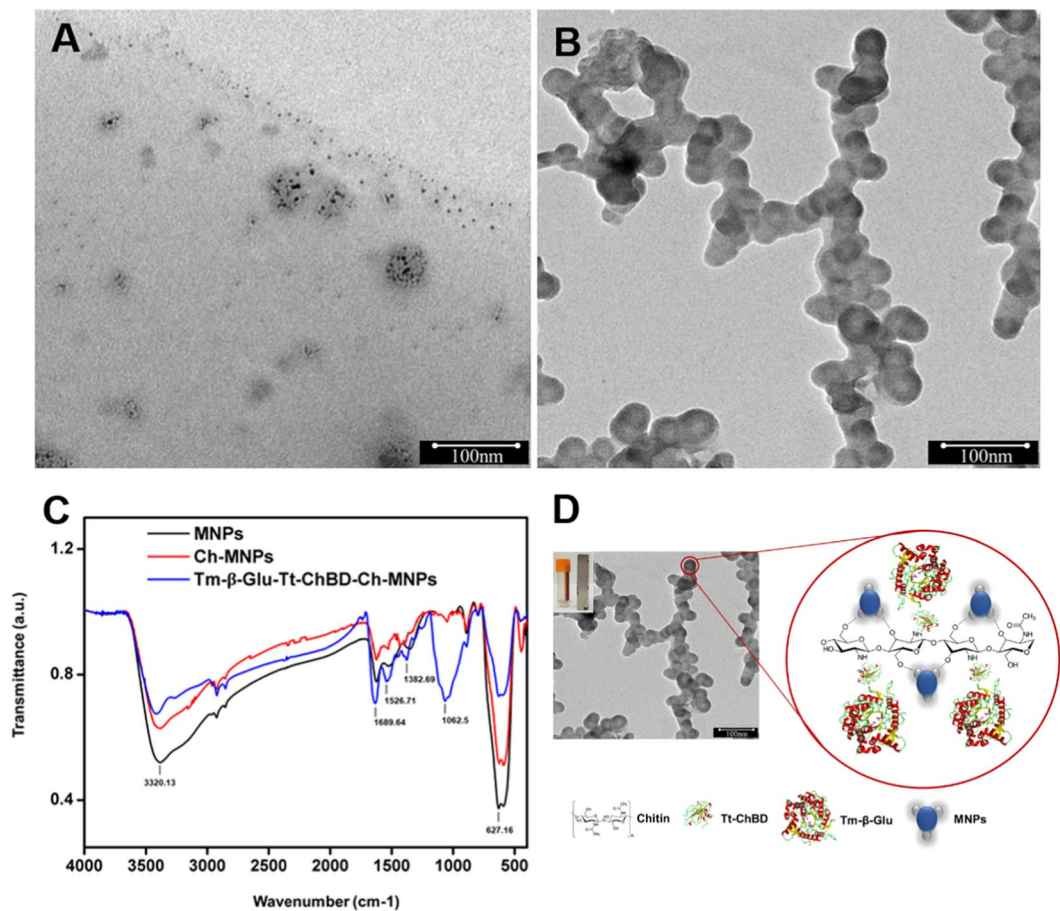 A
B
100nm
100nm
C
D
MNPs
Ch-MNPs
Tm-β-Glu-Tt-ChBD-Ch-MNPs
1.2
0.8
0.4
Transmittance (a.u.)
3320.13
1689.64
1526.71
1382.69
1062.5
627.16
4000 3500 3000 2500 2000 1500 1000 500
Wavenumber (cm-1)
100nm
Chitin
Tt-ChBD
Tm-β-Glu
MNPs